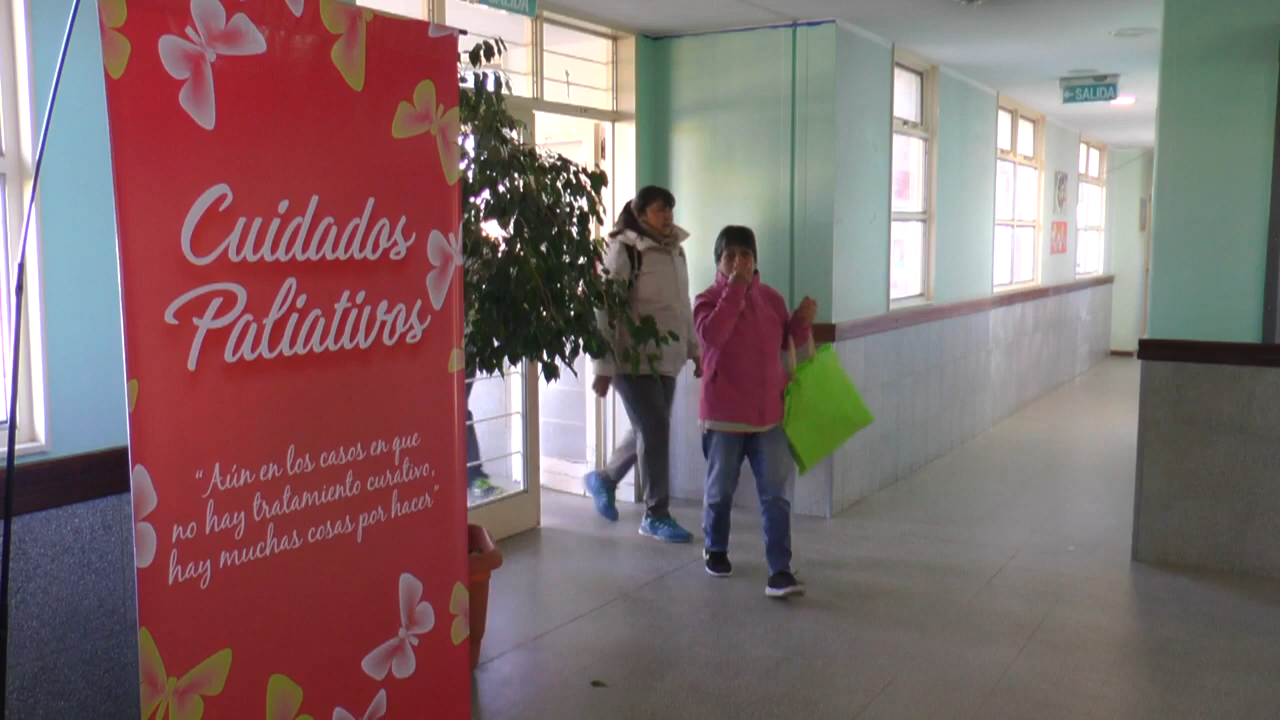 SALIDA
SALIDA
Cuidados
Paliativos
“Aún en los casos en que
no hay tratamiento curativo,
hay muchas cosas por hacer”